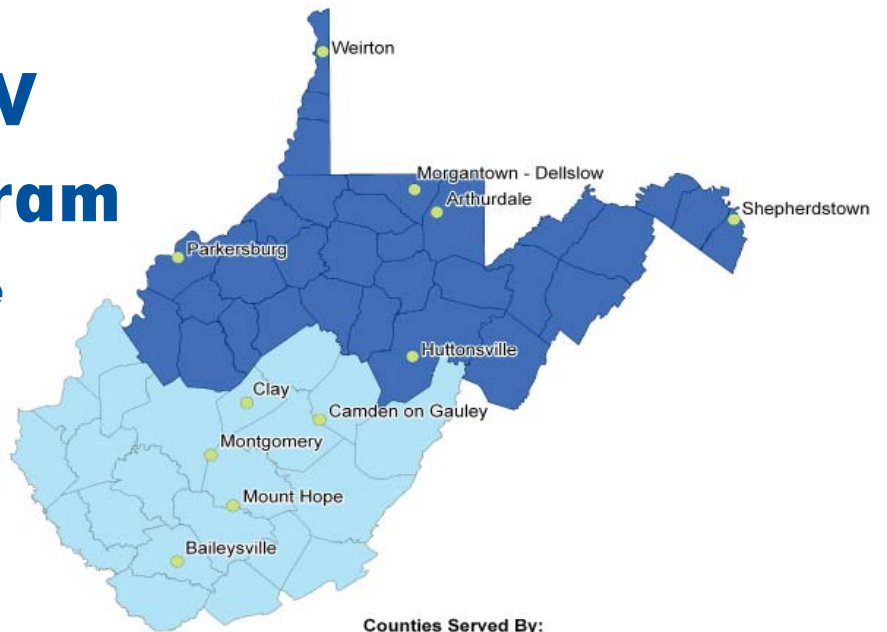 V
ram
e
Weirton
Morgantown - Dellslow
Arthurdale
Shepherdstown
Parkersburg
Huttonsville
Clay
Camden on Gauley
Montgomery
Mount Hope
Baileysville
Counties Served By: